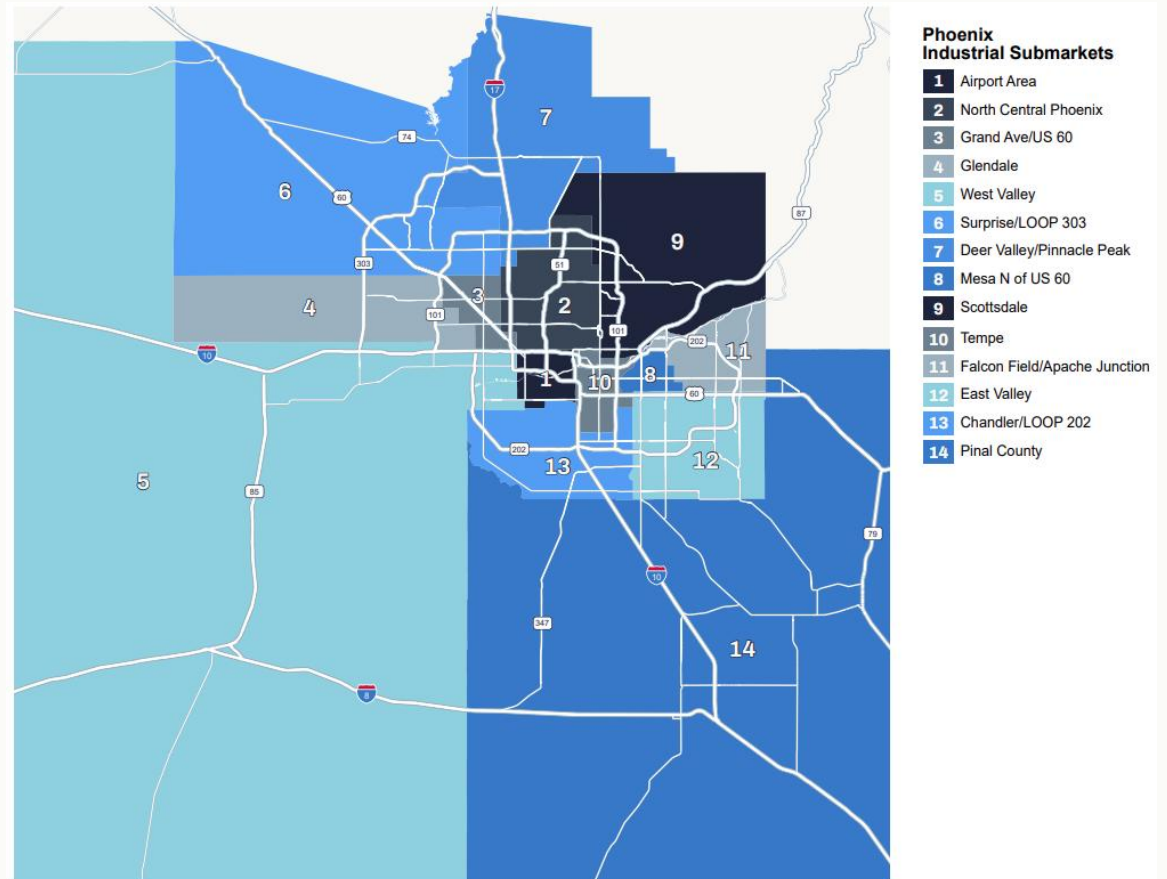 Phoenix
Industrial Submarkets
1 Airport Area
2 North Central Phoenix
3 Grand Ave/US 60
4 Glendale
5 West Valley
6 Surprise/LOOP 303
7 Deer Valley/Pinnacle Peak
8 Mesa N of US 60
9 Scottsdale
10 Tempe
11 Falcon Field/Apache Junction
12 East Valley
13 Chandler/LOOP 202
14 Pinal County
17
7
74
6
60
87
9
303
51
4
3
2
101
101
202
10
11
1
10
8
60
202
13
12
5
85
79
10
347
14
8